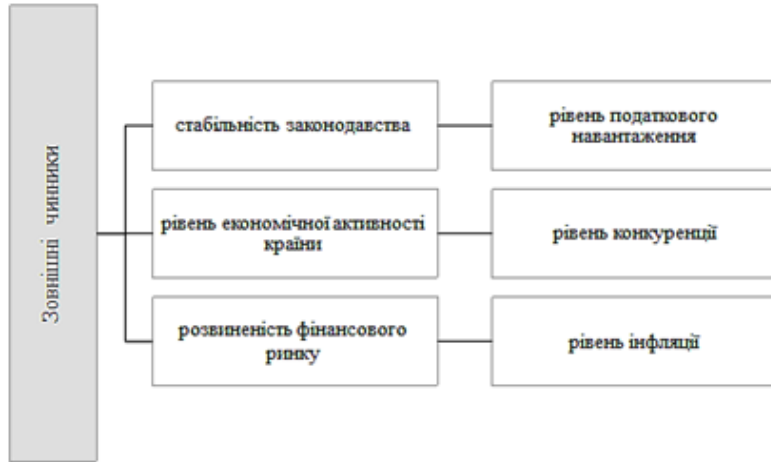 Зовнішні чинники
стабільність законодавства
рівень податкового
навантаження
рівень економічної активності
країни
рівень конкуренції
розвиненість фінансового
ринку
рівень інфляції